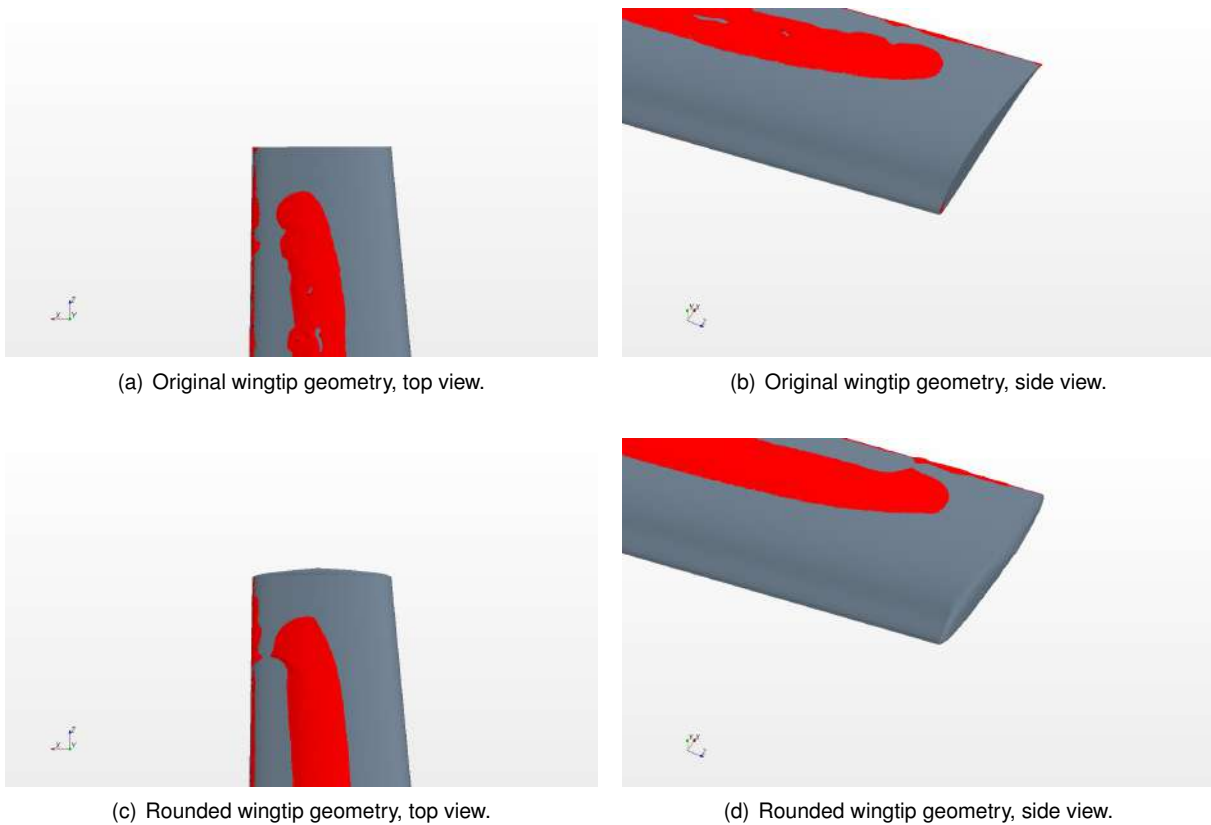 X Z Y
Y X Z
(a) Original wingtip geometry, top view.
(b) Original wingtip geometry, side view.
X Z Y
Y X Z
(c) Rounded wingtip geometry, top view.
(d) Rounded wingtip geometry, side view.